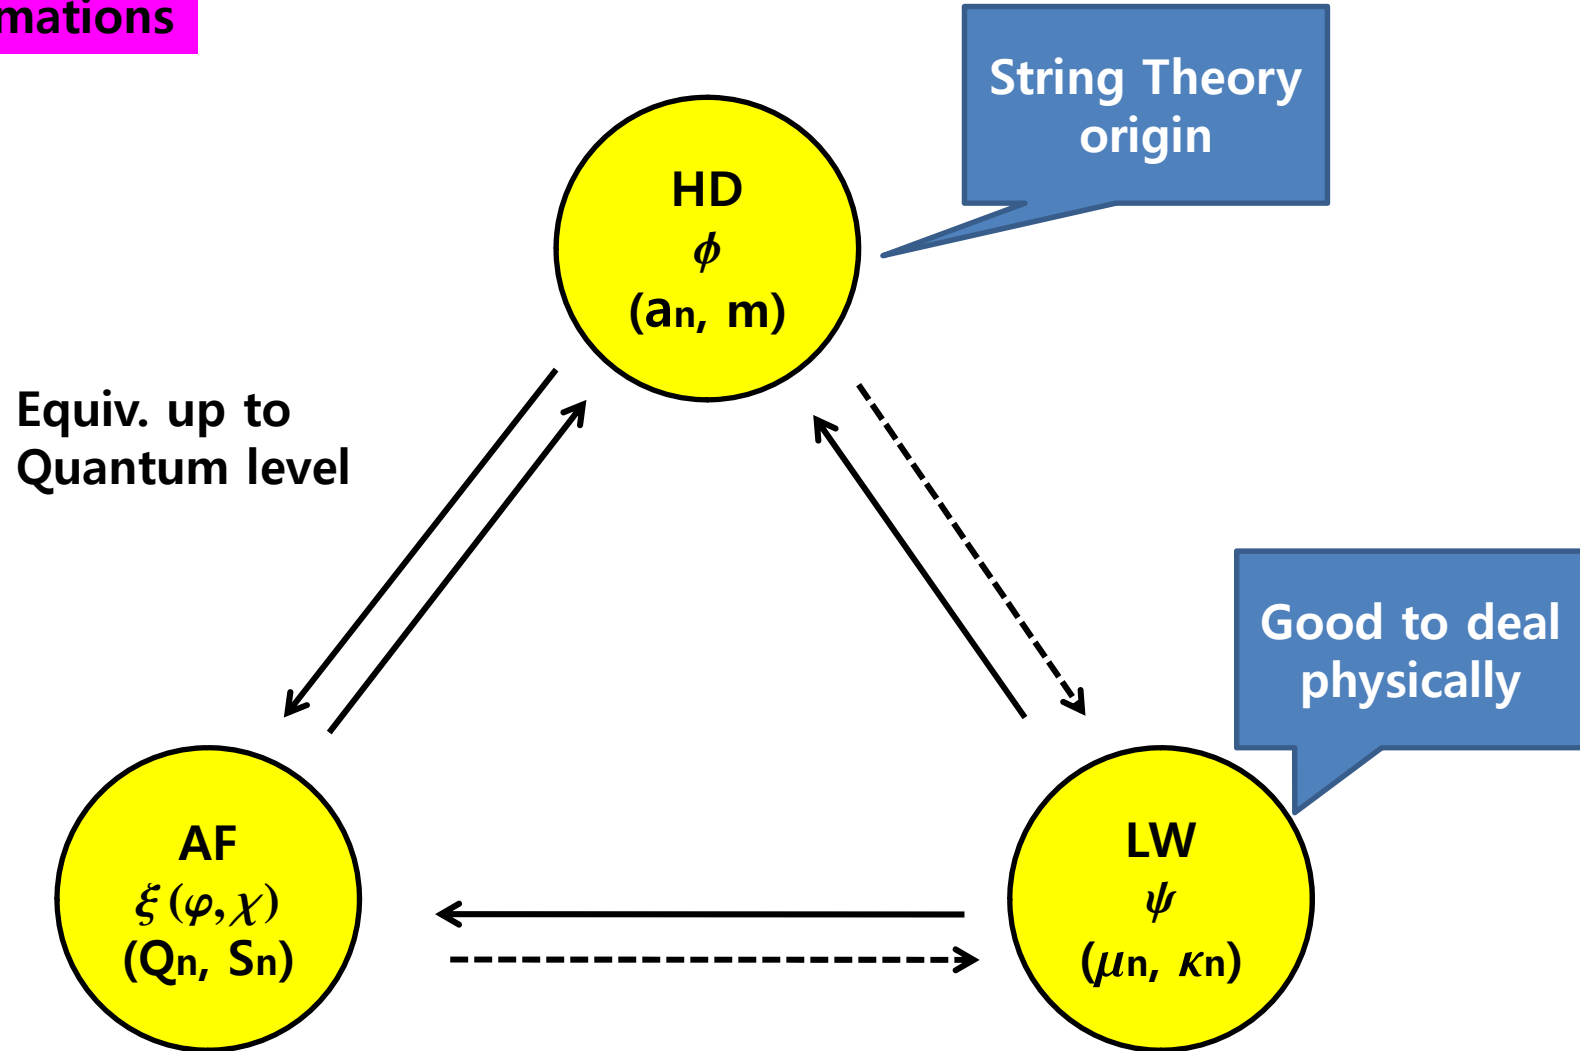 mations
String Theory
origin
HD
ϕ
(an, m)
Equiv. up to
Quantum level
Good to deal
physically
AF
ξ (φ, χ)
(Qn, Sn)
LW
ψ
(μn, κn)